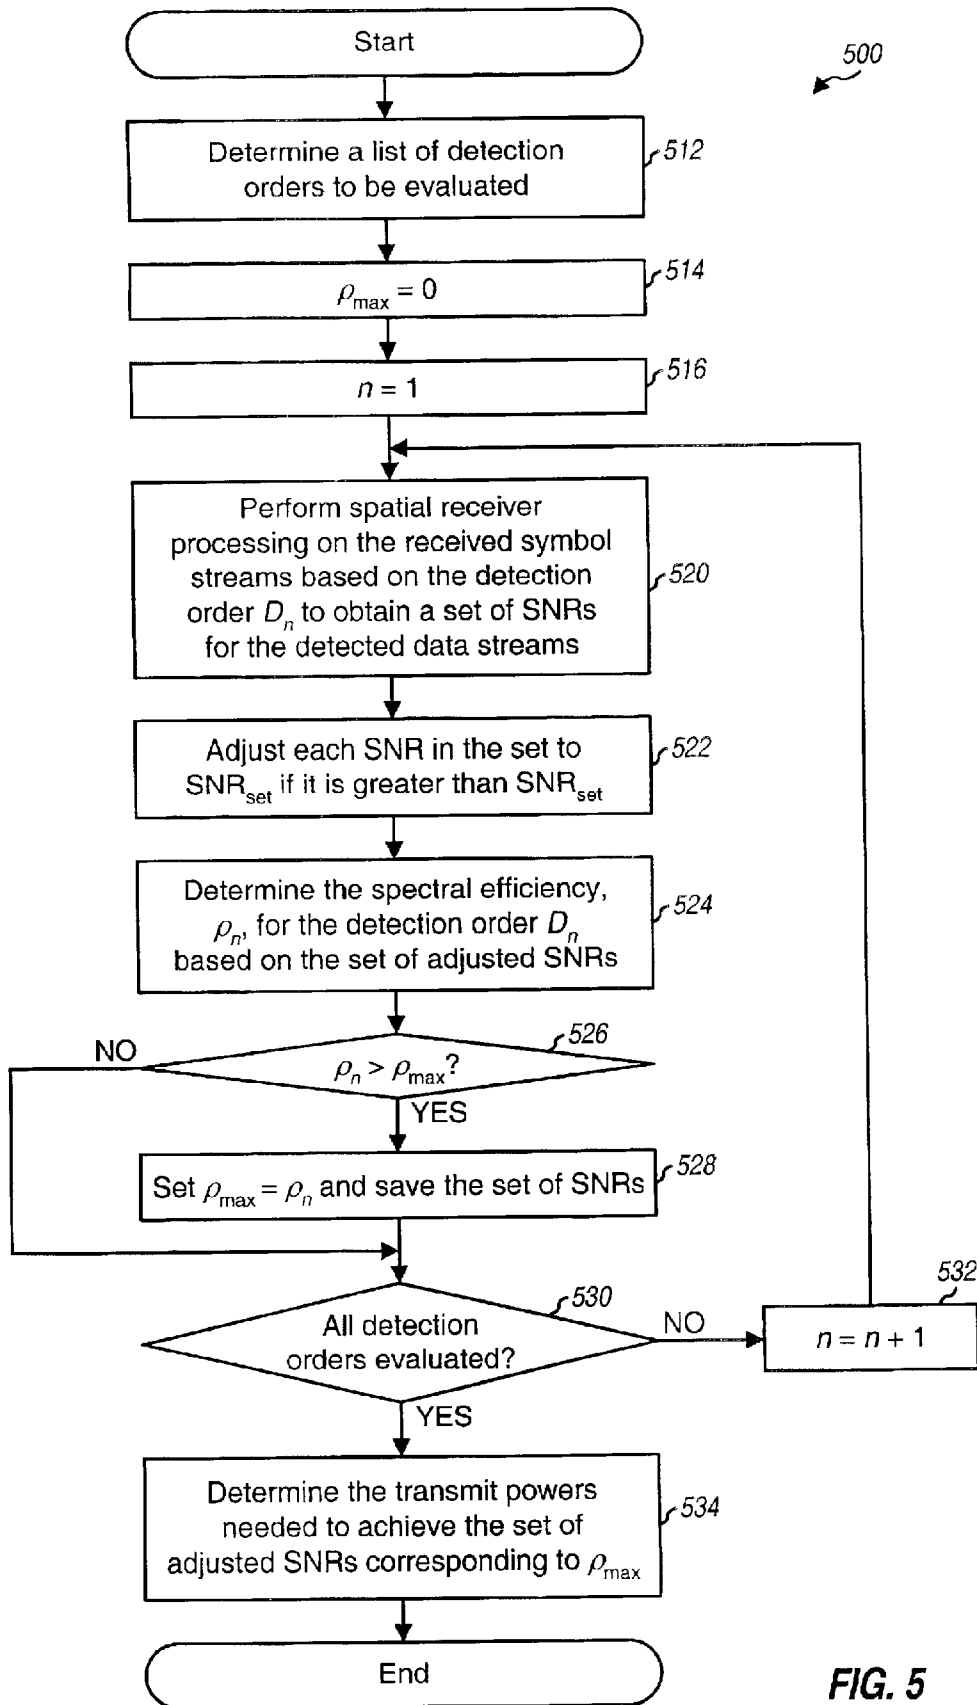 Start
500
Determine a list of detection
orders to be evaluated
512
ρmax = 0
514
n = 1
516
Perform spatial receiver
processing on the received symbol
streams based on the detection
order Dn to obtain a set of SNRs
for the detected data streams
520
Adjust each SNR in the set to
SNRset if it is greater than SNRset
522
Determine the spectral efficiency,
ρn, for the detection order Dn
based on the set of adjusted SNRs
524
NO
526
ρn > ρmax?
YES
Set ρmax = ρn and save the set of SNRs
528
530
All detection
orders evaluated?
NO
532
n = n + 1
YES
Determine the transmit powers
needed to achieve the set of
adjusted SNRs corresponding to ρmax
534
End
FIG. 5